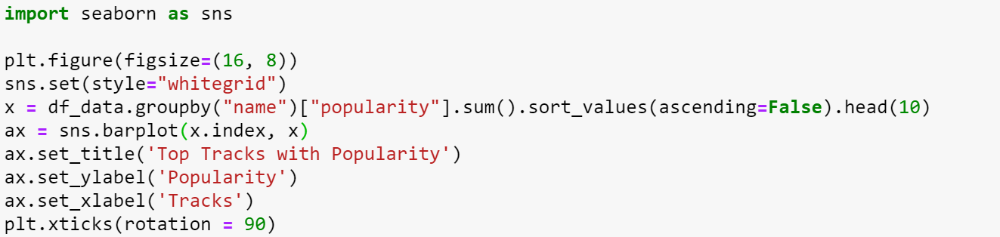 import seaborn as sns
plt.figure(figsize=(16, 8))
sns.set(style="whitegrid")
x = df_data.groupby("name")["popularity"].sum().sort_values(ascending=False).head(10)
ax = sns.barplot(x.index, x)
ax.set_title('Top Tracks with Popularity')
ax.set_ylabel('Popularity')
ax.set_xlabel('Tracks')
plt.xticks(rotation = 90)